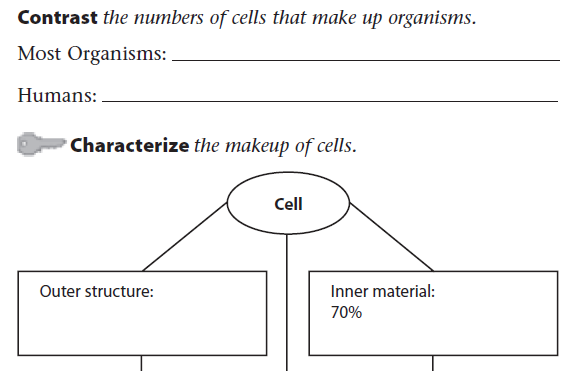 Contrast the numbers of cells that make up organisms.
Most Organisms:
Humans:
Characterize the makeup of cells.
Cell
Outer structure:
Inner material:
70%